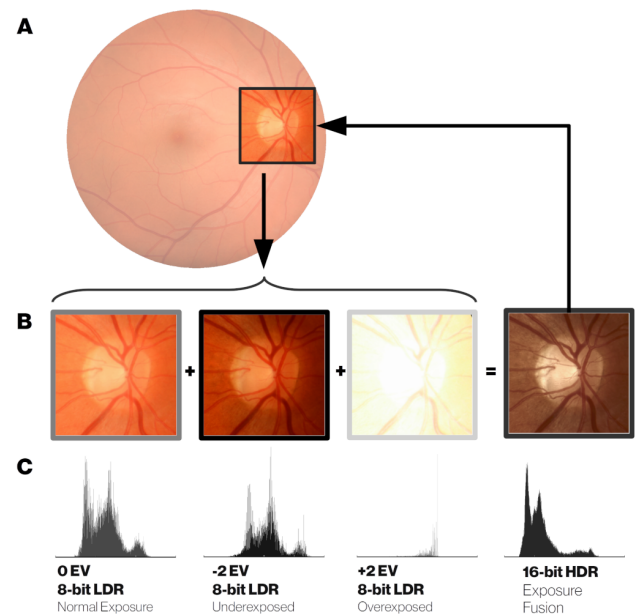 A
B
+
+
=
C
0 EV
8-bit LDR
Normal Exposure
-2 EV
8-bit LDR
Underexposed
+2 EV
8-bit LDR
Overexposed
16-bit HDR
Exposure
Fusion